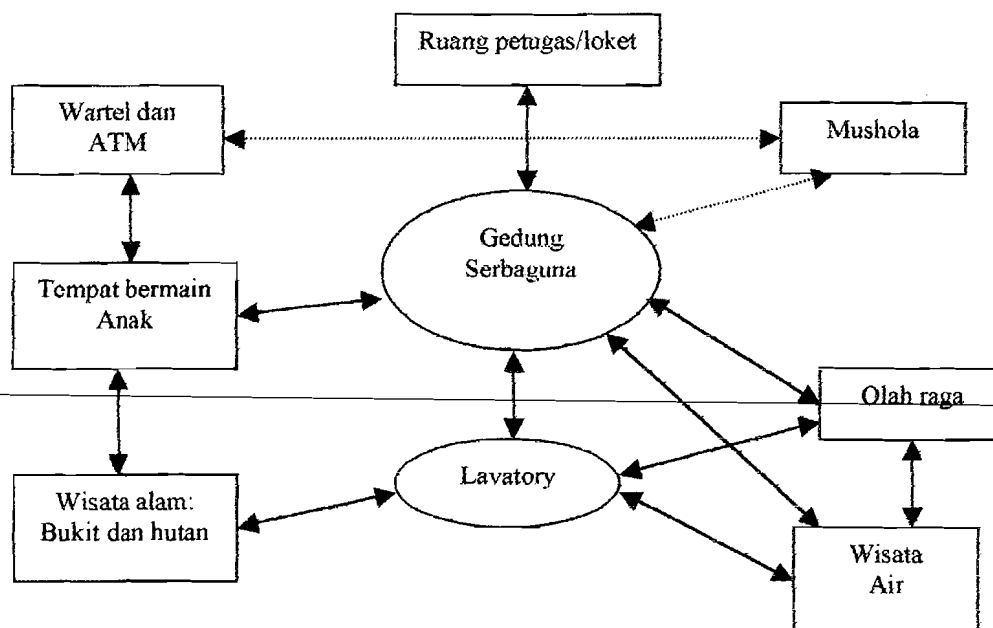 Ruang petugas/loket
Wartel dan
ATM
Mushola
Gedung
Serbaguna
Tempat bermain
Anak
Olah raga
Lavatory
Wisata alam:
Bukit dan hutan
Wisata
Air